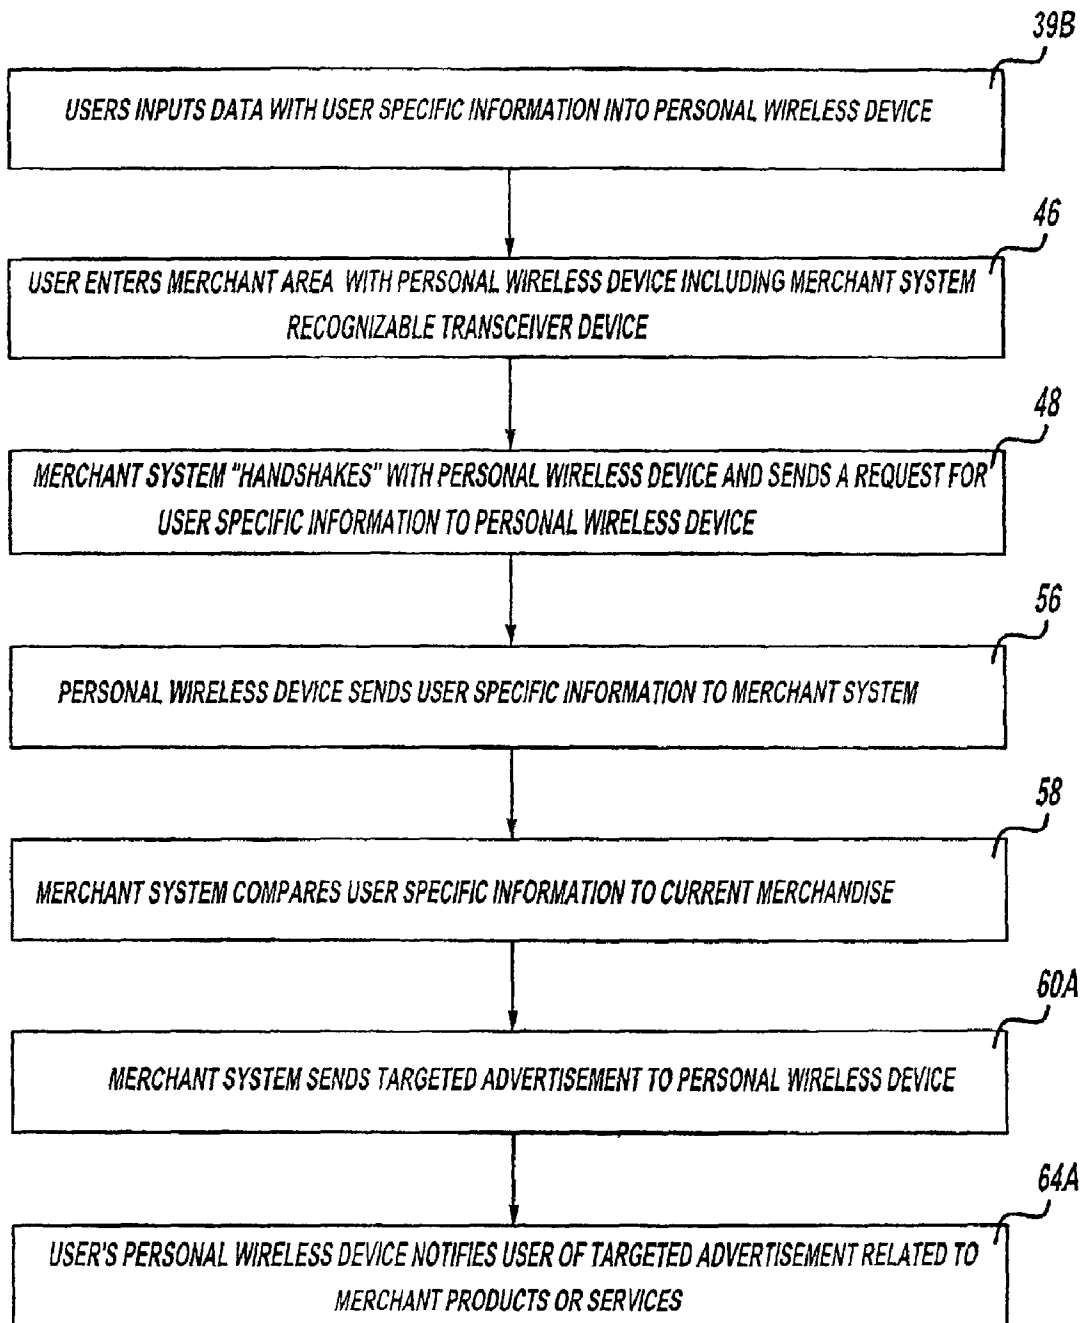 39B
USERS INPUTS DATA WITH USER SPECIFIC INFORMATION INTO PERSONAL WIRELESS DEVICE
46
USER ENTERS MERCHANT AREA WITH PERSONAL WIRELESS DEVICE INCLUDING MERCHANT SYSTEM
RECOGNIZABLE TRANSCEIVER DEVICE
48
MERCHANT SYSTEM "HANDSHAKES" WITH PERSONAL WIRELESS DEVICE AND SENDS A REQUEST FOR
USER SPECIFIC INFORMATION TO PERSONAL WIRELESS DEVICE
56
PERSONAL WIRELESS DEVICE SENDS USER SPECIFIC INFORMATION TO MERCHANT SYSTEM
58
MERCHANT SYSTEM COMPARES USER SPECIFIC INFORMATION TO CURRENT MERCHANDISE
60A
MERCHANT SYSTEM SENDS TARGETED ADVERTISEMENT TO PERSONAL WIRELESS DEVICE
64A
USER'S PERSONAL WIRELESS DEVICE NOTIFIES USER OF TARGETED ADVERTISEMENT RELATED TO
MERCHANT PRODUCTS OR SERVICES